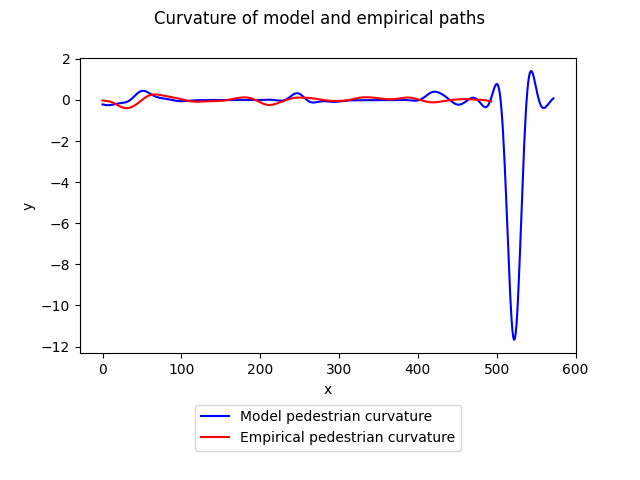 Curvature of model and empirical paths
2
0
−2
−4
−6
−8
−10
−12
y
0 100 200 300 400 500 600
x
Model pedestrian curvature
Empirical pedestrian curvature